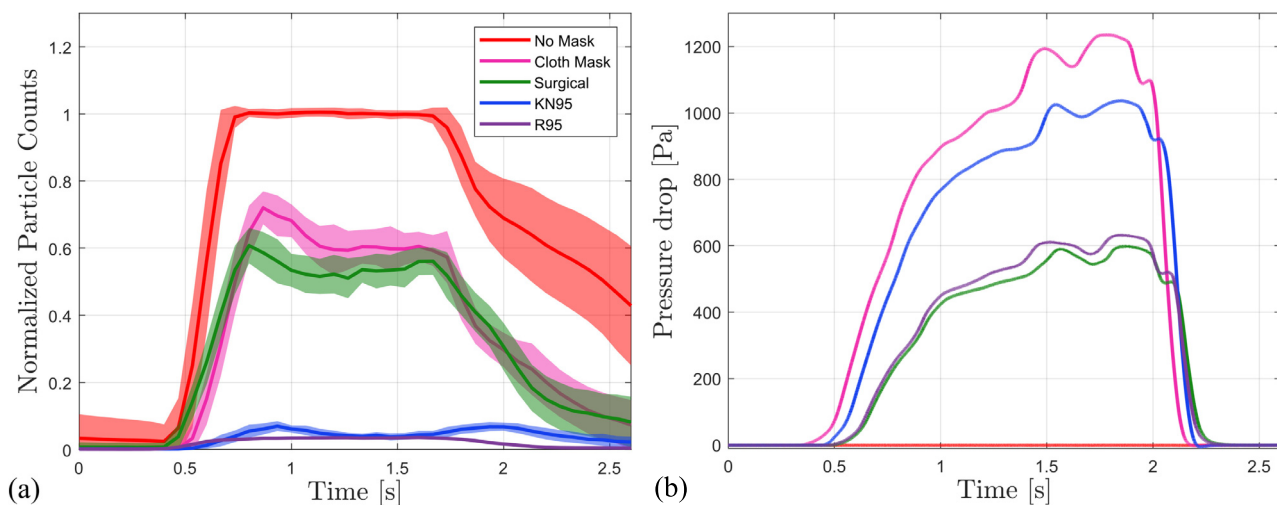 Normalized Particle Counts
1.2
1
0.8
0.6
0.4
0.2
0
0
0.5
1
1.5
2
2.5
Time [s]
No Mask
Cloth Mask
Surgical
KN95
R95
(a)
Pressure drop [Pa]
1200
1000
800
600
400
200
0
0
0.5
1
1.5
2
2.5
Time [s]
(b)